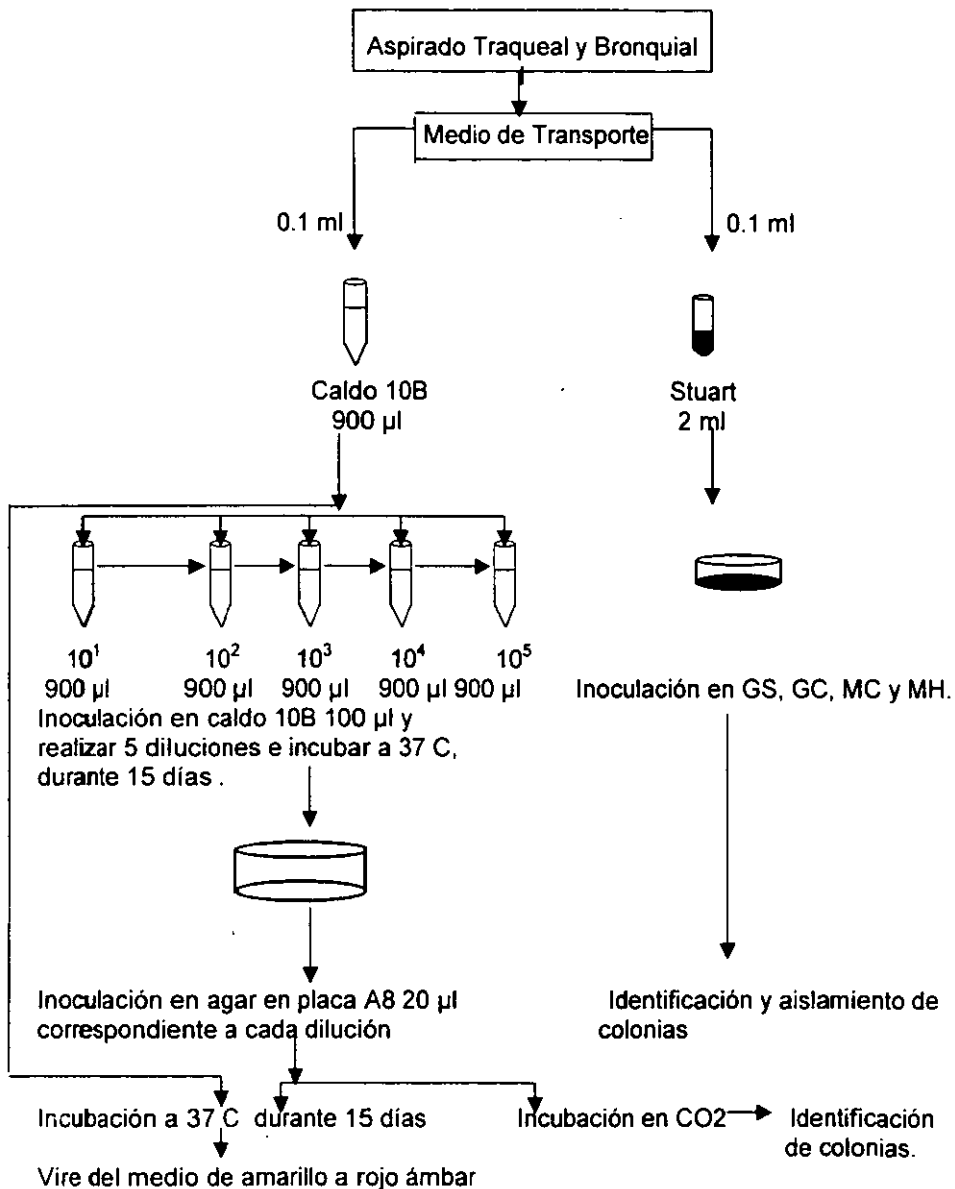 Aspirado Traqueal y Bronquial
Medio de Transporte
0.1 ml
0.1 ml
Caldo 10B
900 µl
Stuart
2 ml
10¹ 10² 10³ 10⁴ 10⁵
900 µl 900 µl 900 µl 900 µl 900 µl
Inoculación en caldo 10B 100 µl y
realizar 5 diluciones e incubar a 37 C,
durante 15 días .
Inoculación en GS, GC, MC y MH.
Inoculación en agar en placa A8 20 µl
correspondiente a cada dilución
Identificación y aislamiento de
colonias
Incubación a 37 C durante 15 días
Incubación en CO2
Identificación
de colonias.
Vire del medio de amarillo a rojo ámbar